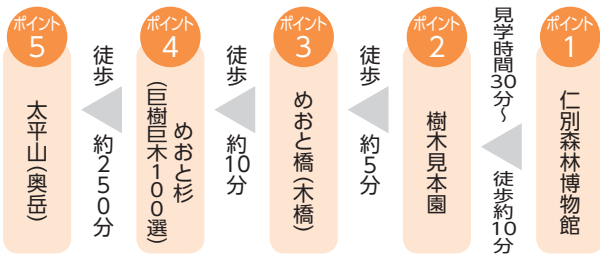 ポイント
1
仁別森林博物館
見学時間30分～
徒歩約10分
ポイント
2
樹木見本園
徒歩
約5分
ポイント
3
めおと橋（木橋）
徒歩
約10分
ポイント
4
めおと杉
（巨樹巨木100選）
徒歩
約250分
ポイント
5
太平山（奥岳）